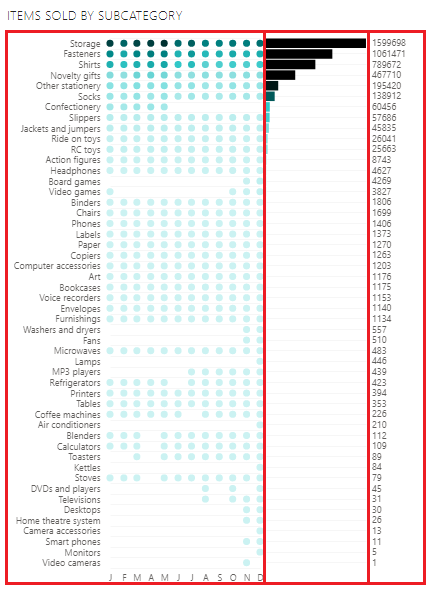 ITEMS SOLD BY SUBCATEGORY
Storage 1599698
Fasteners 1061471
Shirts 789672
Novelty gifts 467710
Other stationery 195420
Socks 138912
Confectionery 60456
Slippers 57686
Jackets and jumpers 45835
Ride on toys 26041
RC toys 25663
Action figures 8743
Headphones 4627
Board games 4269
Video games 3827
Binders 1806
Chairs 1699
Phones 1406
Labels 1373
Paper 1270
Copiers 1263
Computer accessories 1203
Art 1176
Bookcases 1175
Voice recorders 1153
Envelopes 1140
Furnishings 1134
Washers and dryers 557
Fans 510
Microwaves 483
Lamps 446
MP3 players 439
Refrigerators 423
Printers 394
Tables 353
Coffee machines 226
Air conditioners 210
Blenders 112
Calculators 109
Toasters 89
Kettles 84
Stoves 79
DVDs and players 45
Televisions 31
Desktops 30
Home theatre system 26
Camera accessories 13
Smart phones 11
Monitors 5
Video cameras 1
J F M A M J J A S O N D